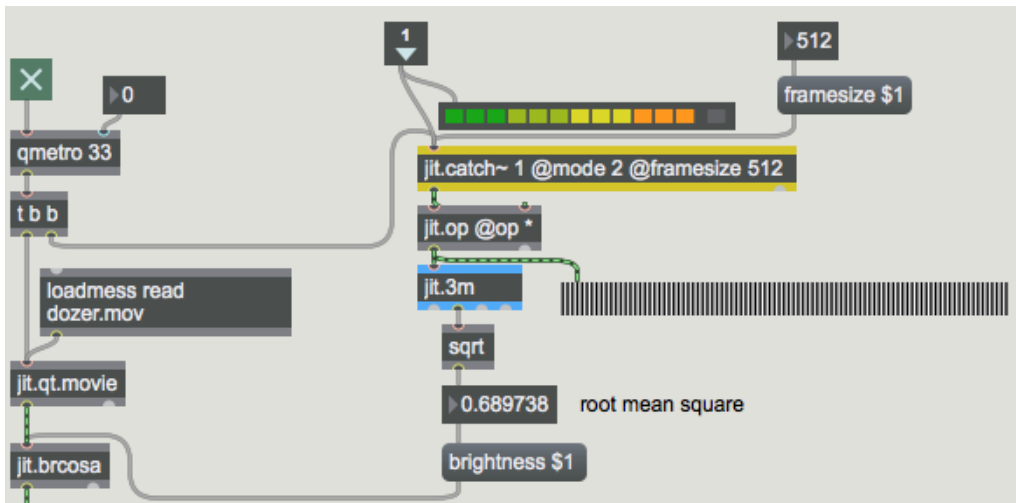 1
512
0
framesize $1
qmetro 33
jit.catch~ 1 @mode 2 @framesize 512
t b b
jit.op @op *
loadmess read
dozer.mov
jit.3m
sqrt
jit.qt.movie
0.689738
root mean square
jit.brcosa
brightness $1